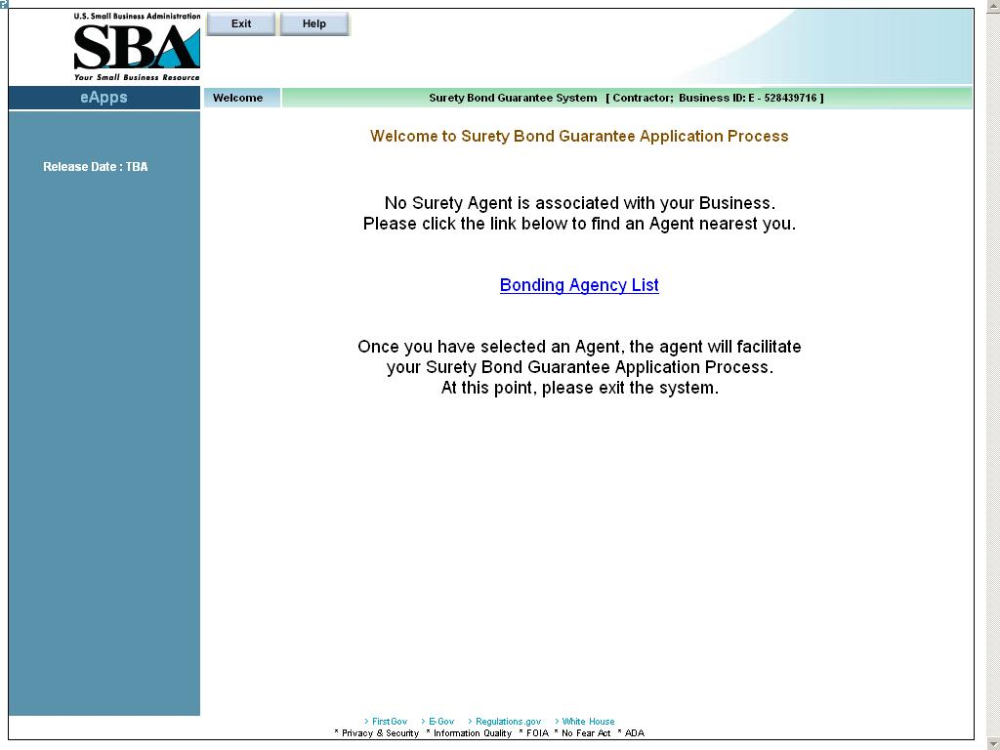 U.S. Small Business Administration
SBA
Your Small Business Resource
Exit
Help
eApps
Welcome
Surety Bond Guarantee System [ Contractor; Business ID: E - 528439716 ]
Release Date : TBA
Welcome to Surety Bond Guarantee Application Process
No Surety Agent is associated with your Business.
Please click the link below to find an Agent nearest you.
Bonding Agency List
Once you have selected an Agent, the agent will facilitate
your Surety Bond Guarantee Application Process.
At this point, please exit the system.
> FirstGov > E-Gov > Regulations.gov > White House
* Privacy & Security * Information Quality * FOIA * No Fear Act * ADA